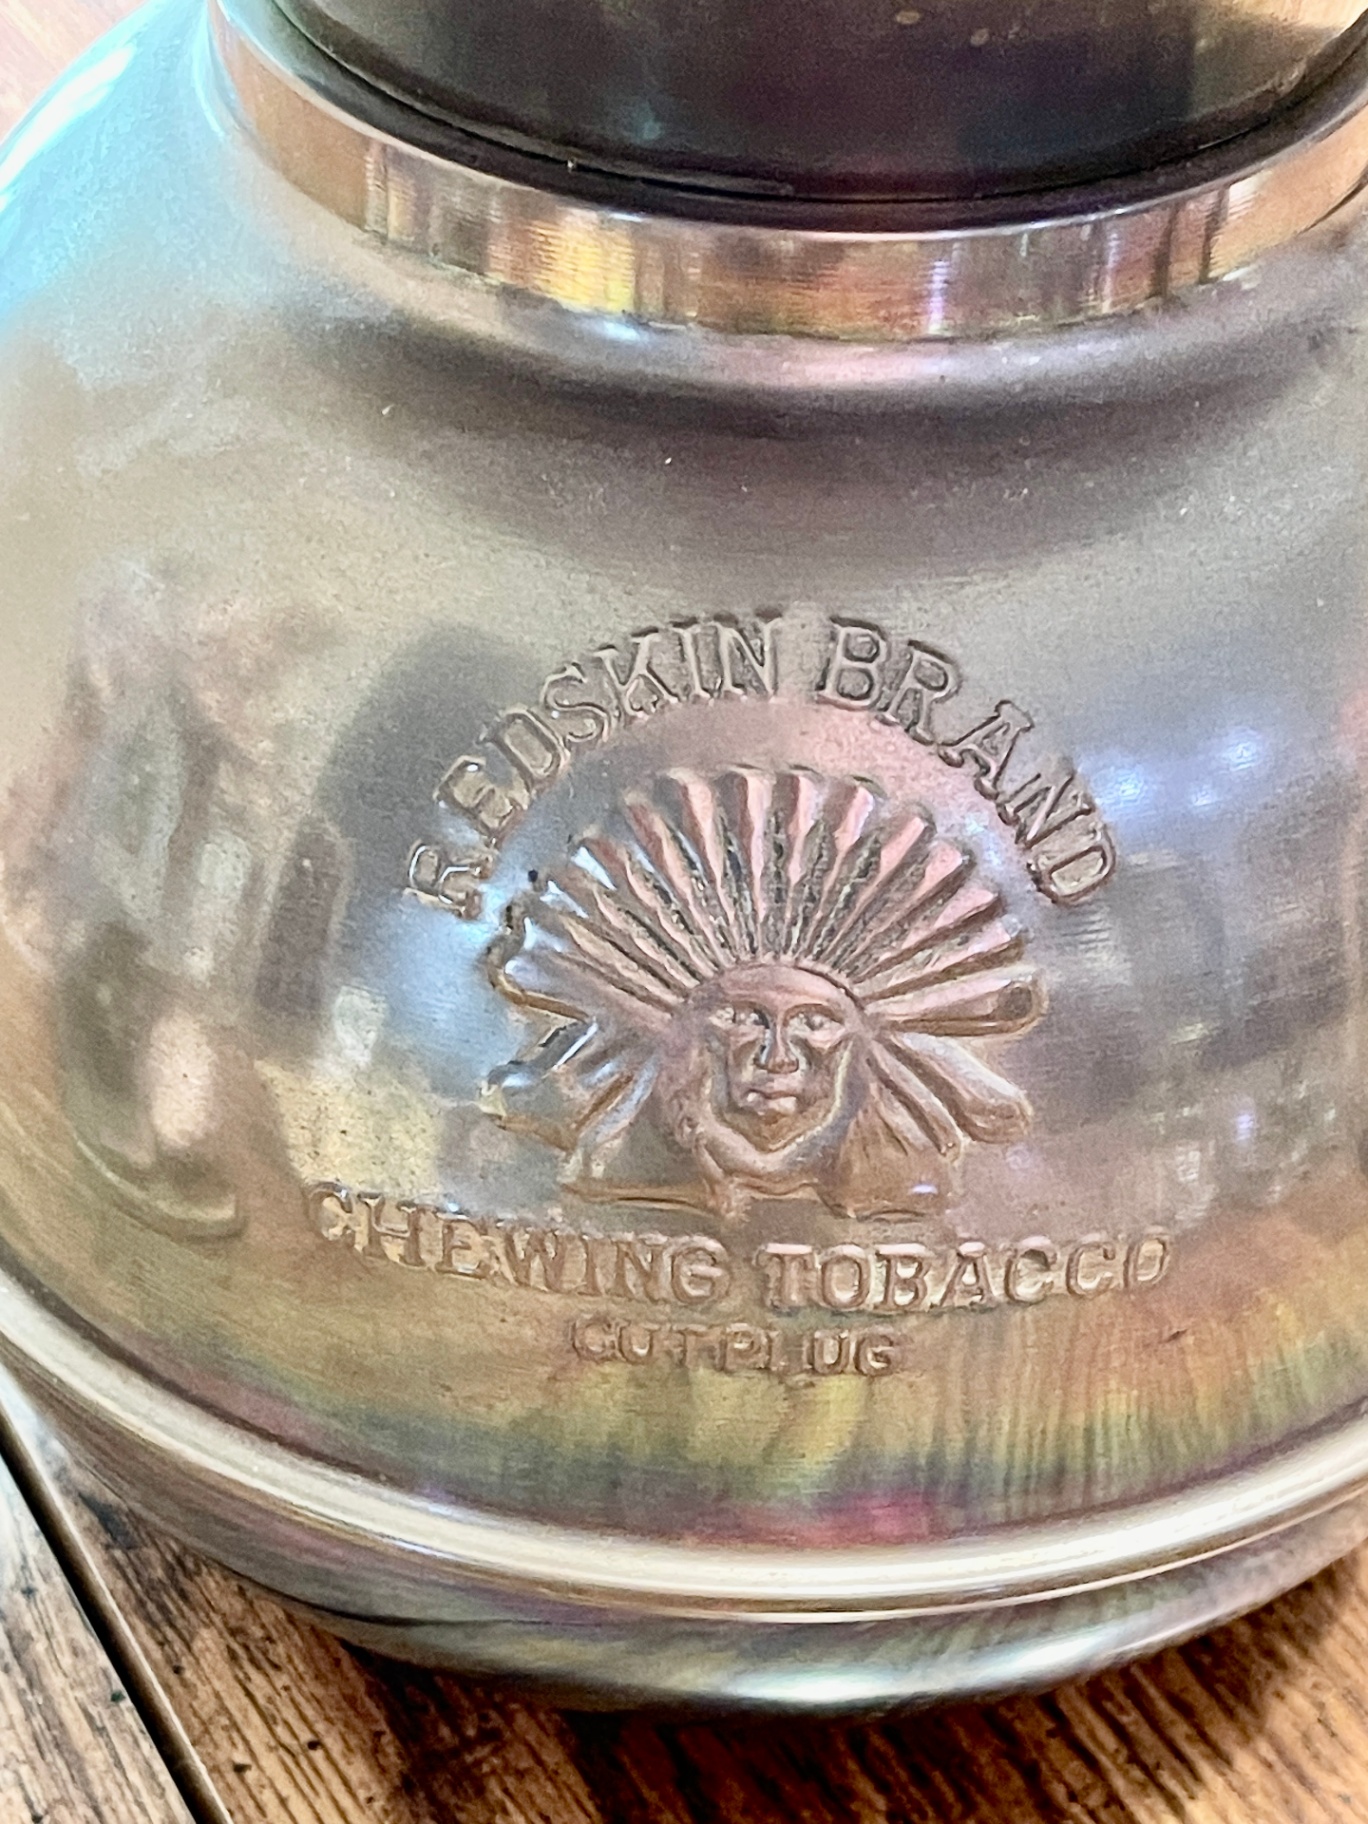 REDSKIN BRAND
CHEWING TOBACCO
CUT PLUG